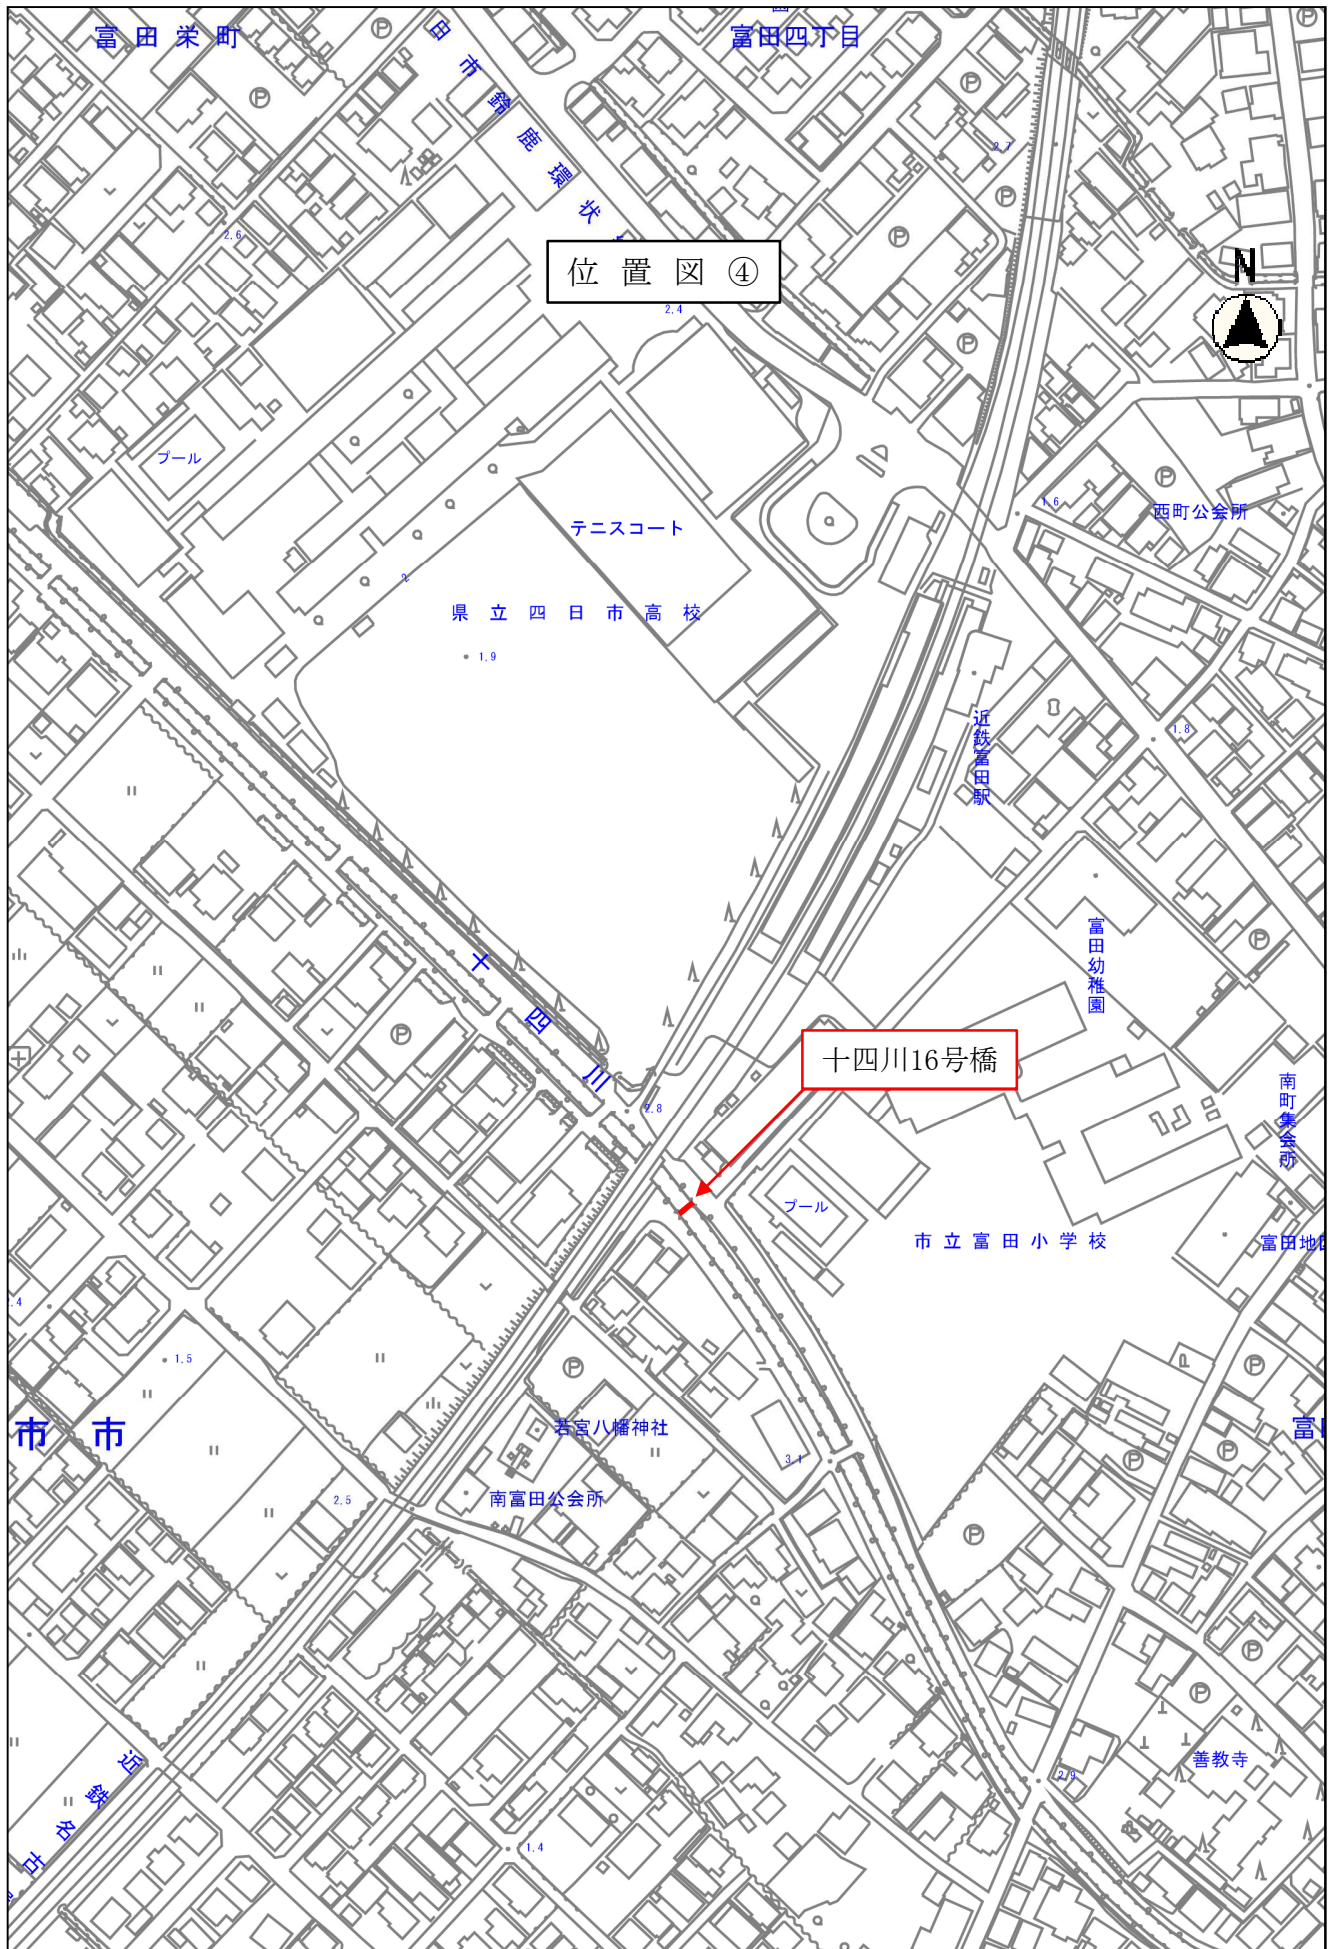 富田栄町
田市鈴鹿環状
富田四丁目
2.7
2.6
位置図④
N
2.4
プール
1.6
西町公会所
テニスコート
2
県立四日市高校
1.9
近鉄富田駅
1.8
富田幼稚園
十四川
十四川16号橋
2.8
南町集会所
プール
市立富田小学校
富田地
.4
1.5
市市
若宮八幡神社
3.1
2.5
南富田公会所
善教寺
2.9
近鉄名古
1.4